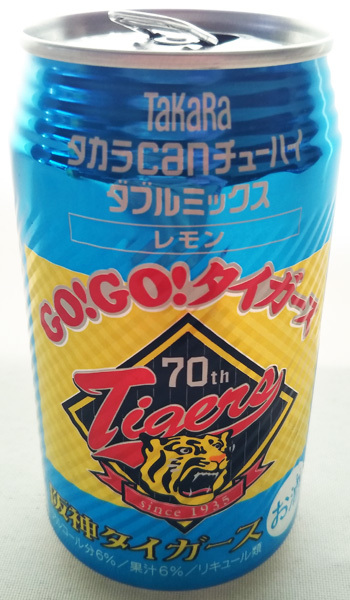 TaKaRa
タカラcanチューハイ
ダブルミックス
レモン
GO!GO!タイガース
70th
Tigers
since 1935
阪神タイガース
お酒
アルコール分6%/果汁6%/リキュール類